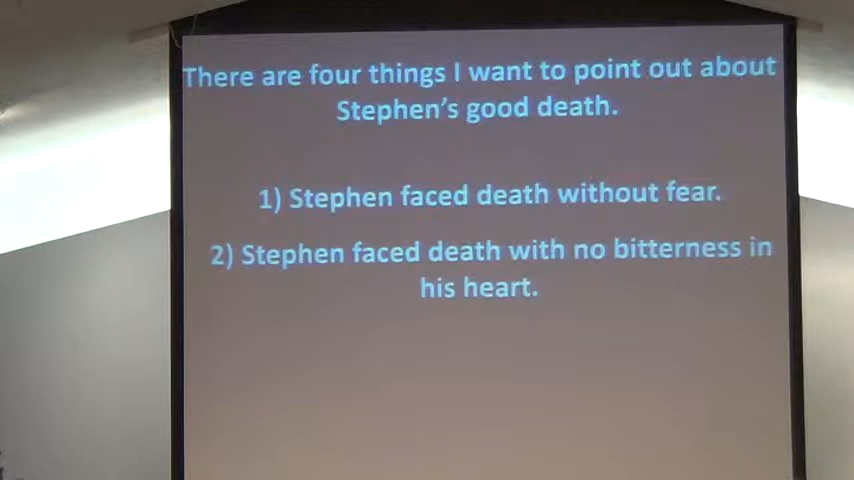 There are four things I want to point out about
Stephen's good death.
1) Stephen faced death without fear.
2) Stephen faced death with no bitterness in
his heart.